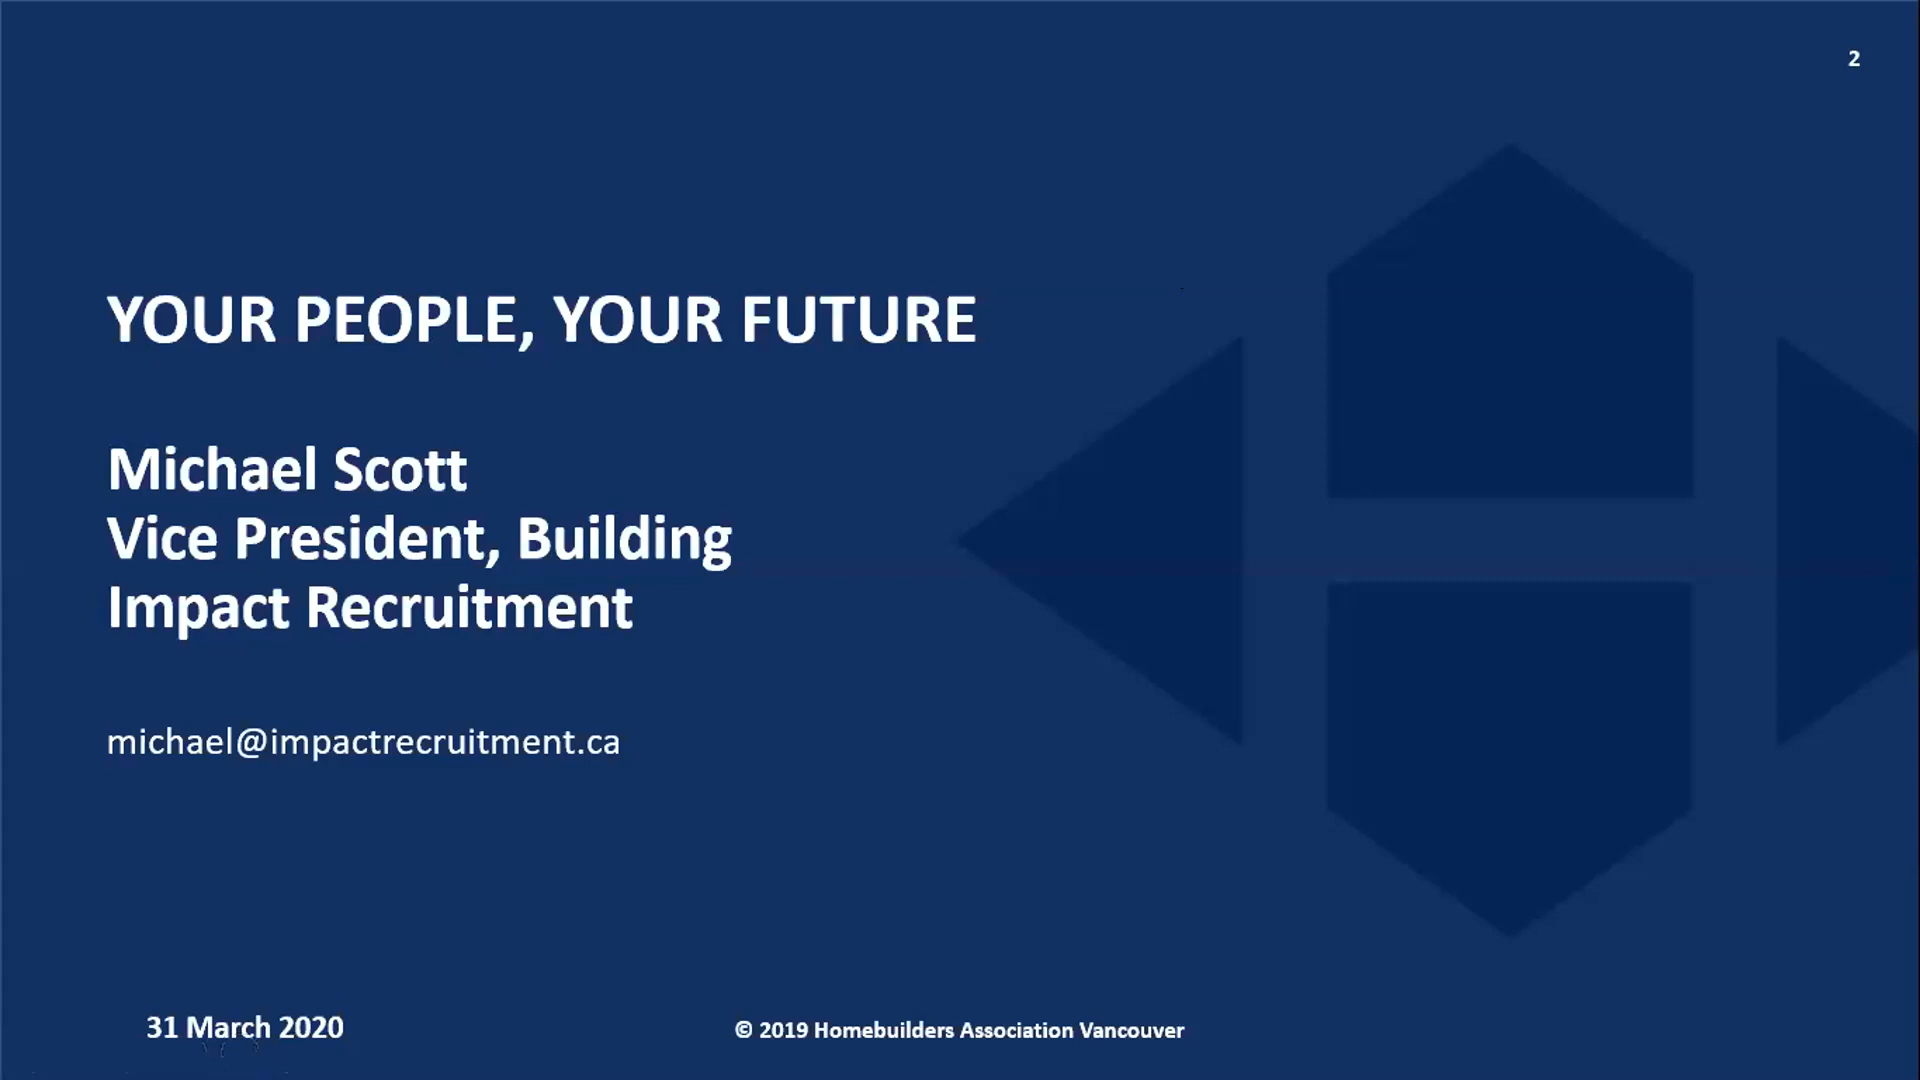 2
YOUR PEOPLE, YOUR FUTURE
Michael Scott
Vice President, Building
Impact Recruitment
michael@impactrecruitment.ca
31 March 2020
© 2019 Homebuilders Association Vancouver